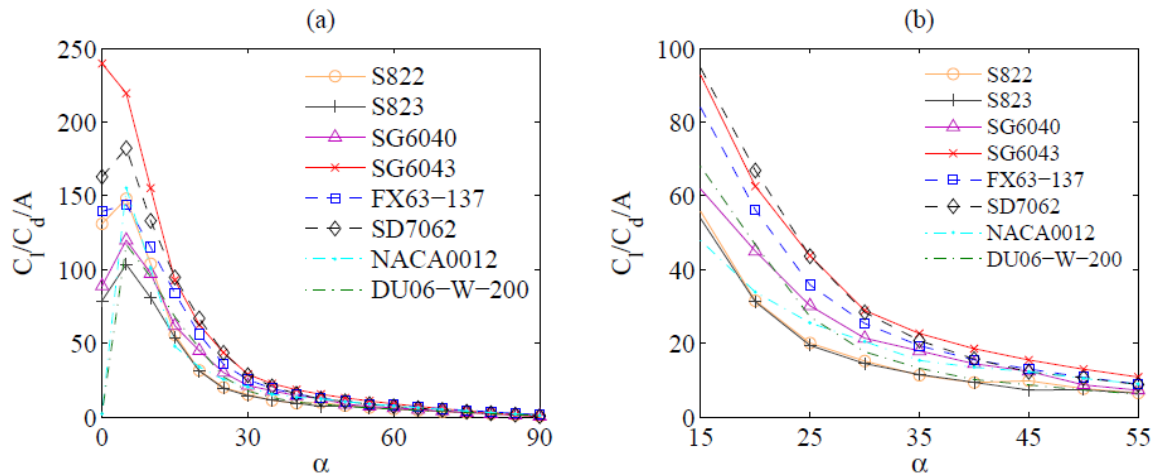 (a)
C_l/C_d/A
250
200
150
100
50
0
0 30 60 90
α
S822
S823
SG6040
SG6043
FX63−137
SD7062
NACA0012
DU06−W−200
(b)
C_l/C_d/A
100
80
60
40
20
0
15 25 35 45 55
α
S822
S823
SG6040
SG6043
FX63−137
SD7062
NACA0012
DU06−W−200